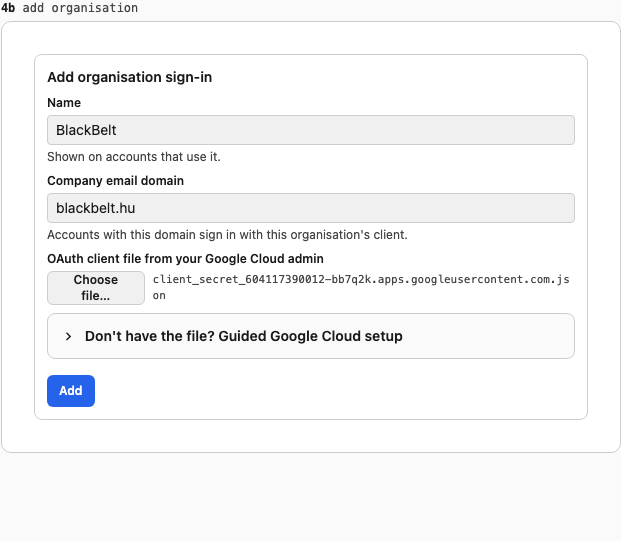 4b add organisation
Add organisation sign-in
Name
BlackBelt
Shown on accounts that use it.
Company email domain
blackbelt.hu
Accounts with this domain sign in with this organisation's client.
OAuth client file from your Google Cloud admin
Choose
file...
client_secret_604117390012-bb7q2k.apps.googleusercontent.com.js
on
Don't have the file? Guided Google Cloud setup
Add